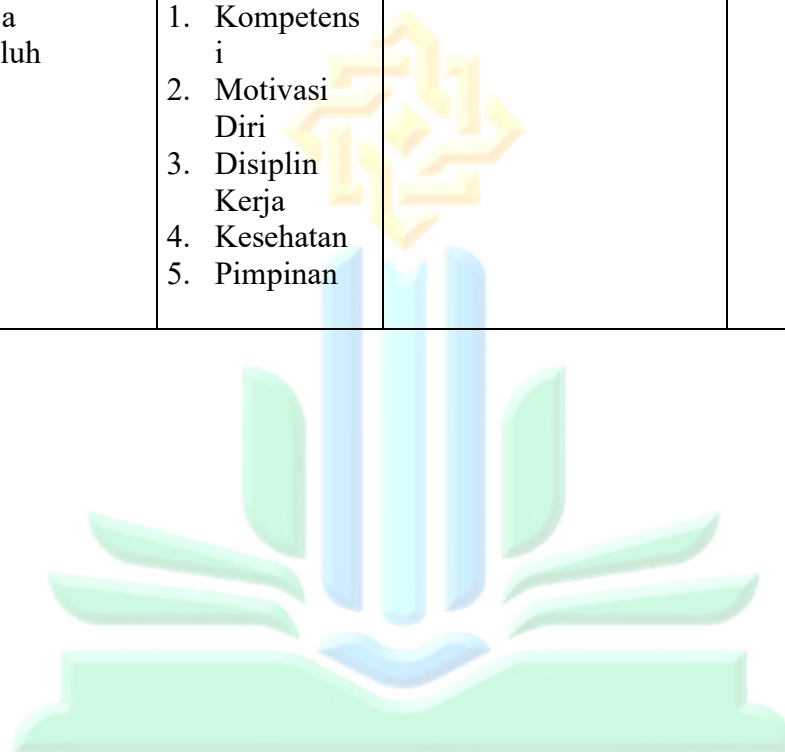 a
luh
1. Kompetens
i
2. Motivasi
Diri
3. Disiplin
Kerja
4. Kesehatan
5. Pimpinan